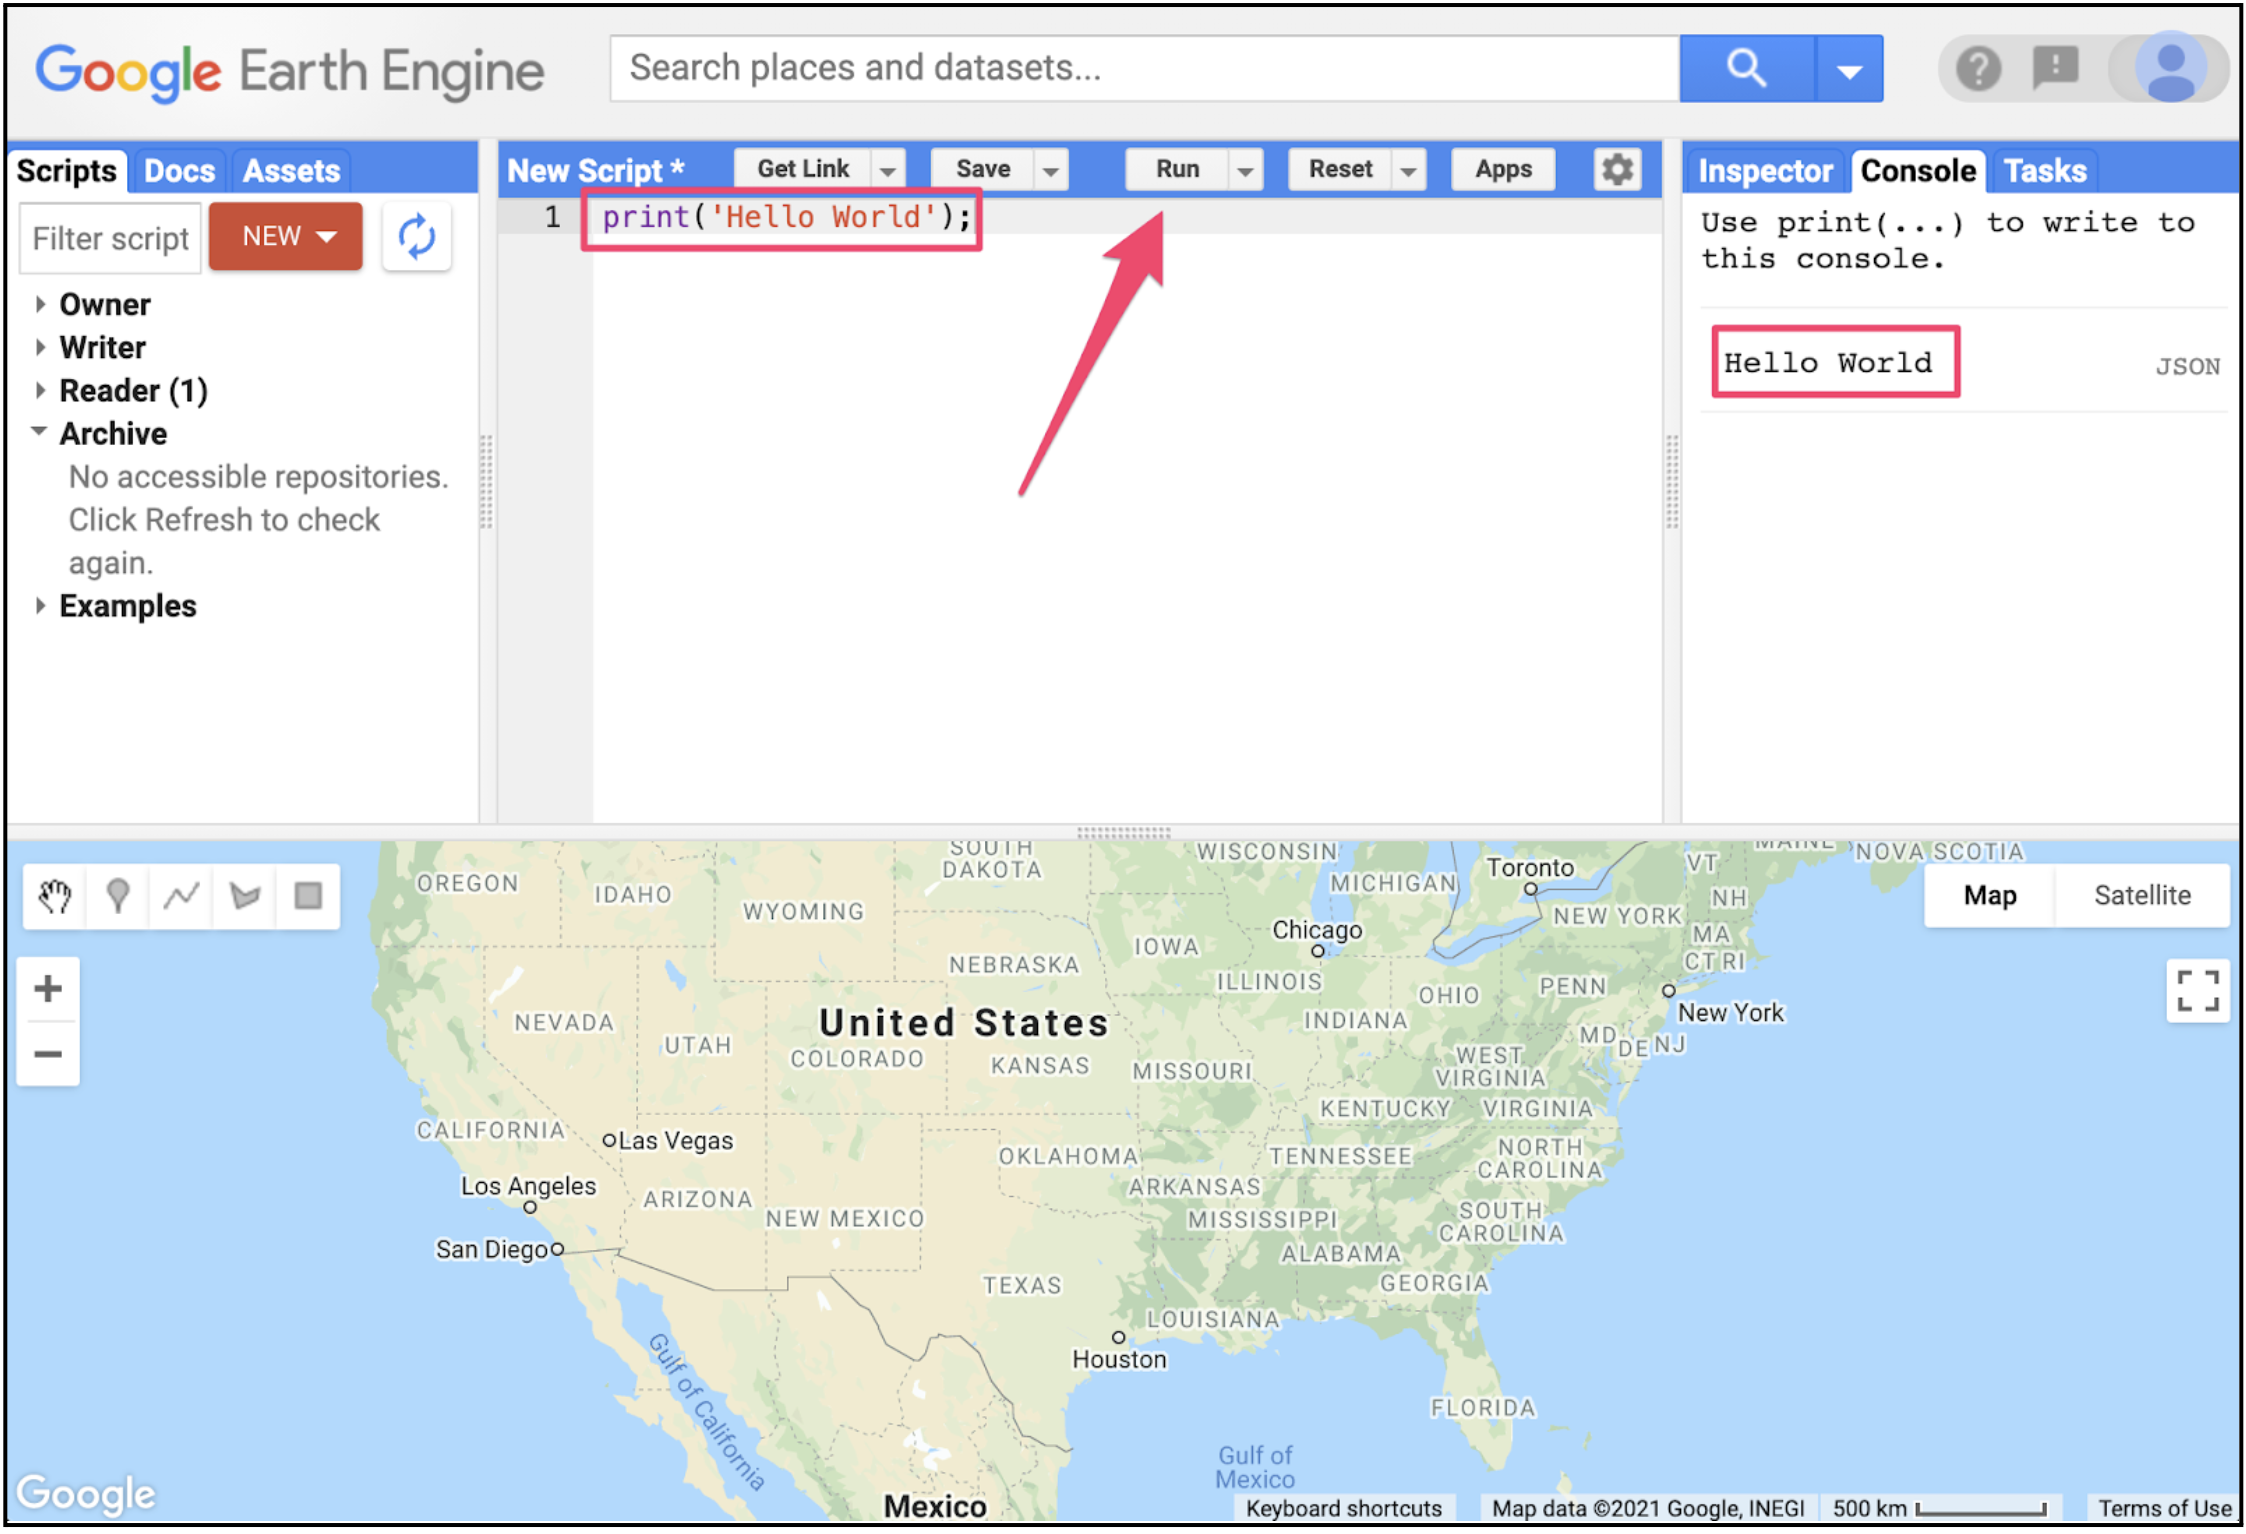 Google Earth Engine
Search places and datasets...
Scripts Docs Assets
Filter script
NEW
Owner
Writer
Reader (1)
Archive
No accessible repositories.
Click Refresh to check
again.
Examples
New Script *
Get Link
Save
Run
Reset
Apps
1
print('Hello World');
Inspector Console Tasks
Use print(...) to write to
this console.
Hello World
JSON
SOUTH
DAKOTA
WISCONSIN
MICHIGAN
Toronto
VT
MAINE
NOVA SCOTIA
Map
Satellite
OREGON
IDAHO
WYOMING
NH
NEW YORK
MA
CT RI
Chicago
IOWA
NEBRASKA
ILLINOIS
OHIO
PENN
New York
NEVADA
United States
INDIANA
MD
DE
NJ
UTAH
COLORADO
KANSAS
MISSOURI
WEST
VIRGINIA
KENTUCKY
VIRGINIA
CALIFORNIA
Las Vegas
OKLAHOMA
TENNESSEE
NORTH
CAROLINA
Los Angeles
ARIZONA
NEW MEXICO
ARKANSAS
MISSISSIPPI
SOUTH
CAROLINA
San Diego
ALABAMA
TEXAS
GEORGIA
LOUISIANA
Houston
Gulf of California
FLORIDA
Gulf of
Mexico
Google
Mexico
Keyboard shortcuts
Map data ©2021 Google, INEGI
500 km
Terms of Use